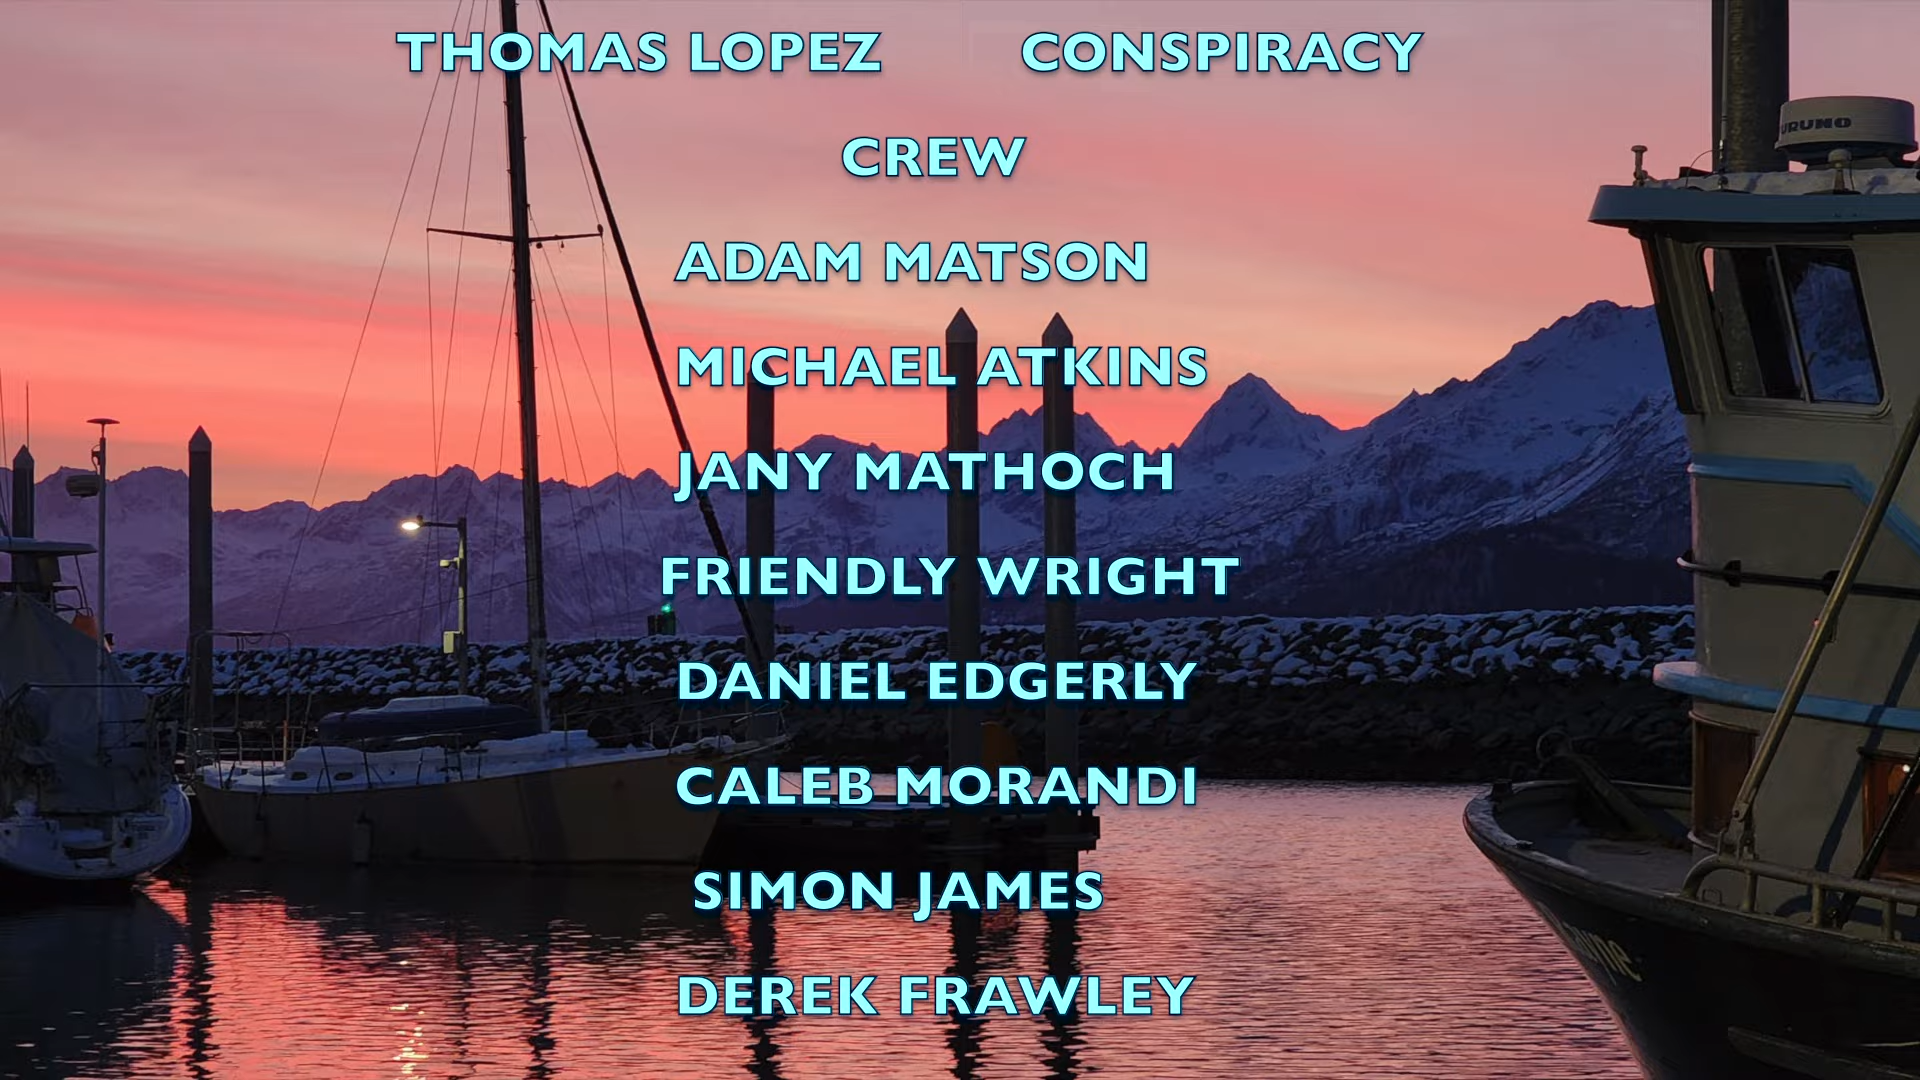 THOMAS LOPEZ CONSPIRACY
CREW
ADAM MATSON
MICHAEL ATKINS
JANY MATHOCH
FRIENDLY WRIGHT
DANIEL EDGERLY
CALEB MORANDI
SIMON JAMES
DEREK FRAWLEY